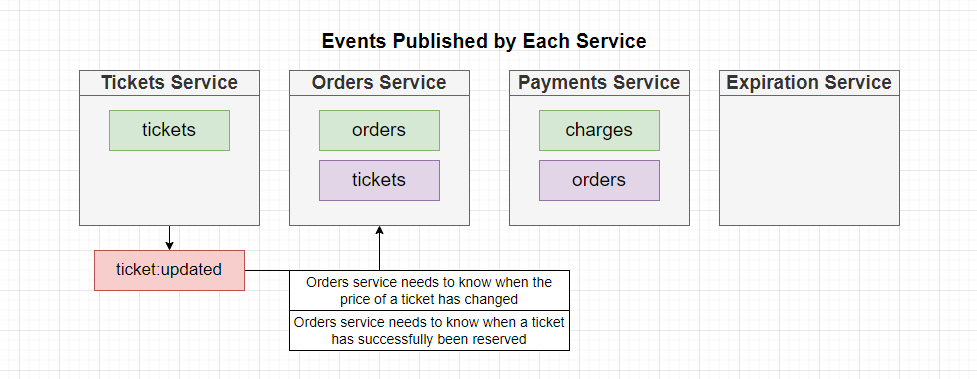 Events Published by Each Service
Tickets Service
Orders Service
Payments Service
Expiration Service
tickets
orders
charges
tickets
orders
ticket:updated
Orders service needs to know when the
price of a ticket has changed
Orders service needs to know when a ticket
has successfully been reserved